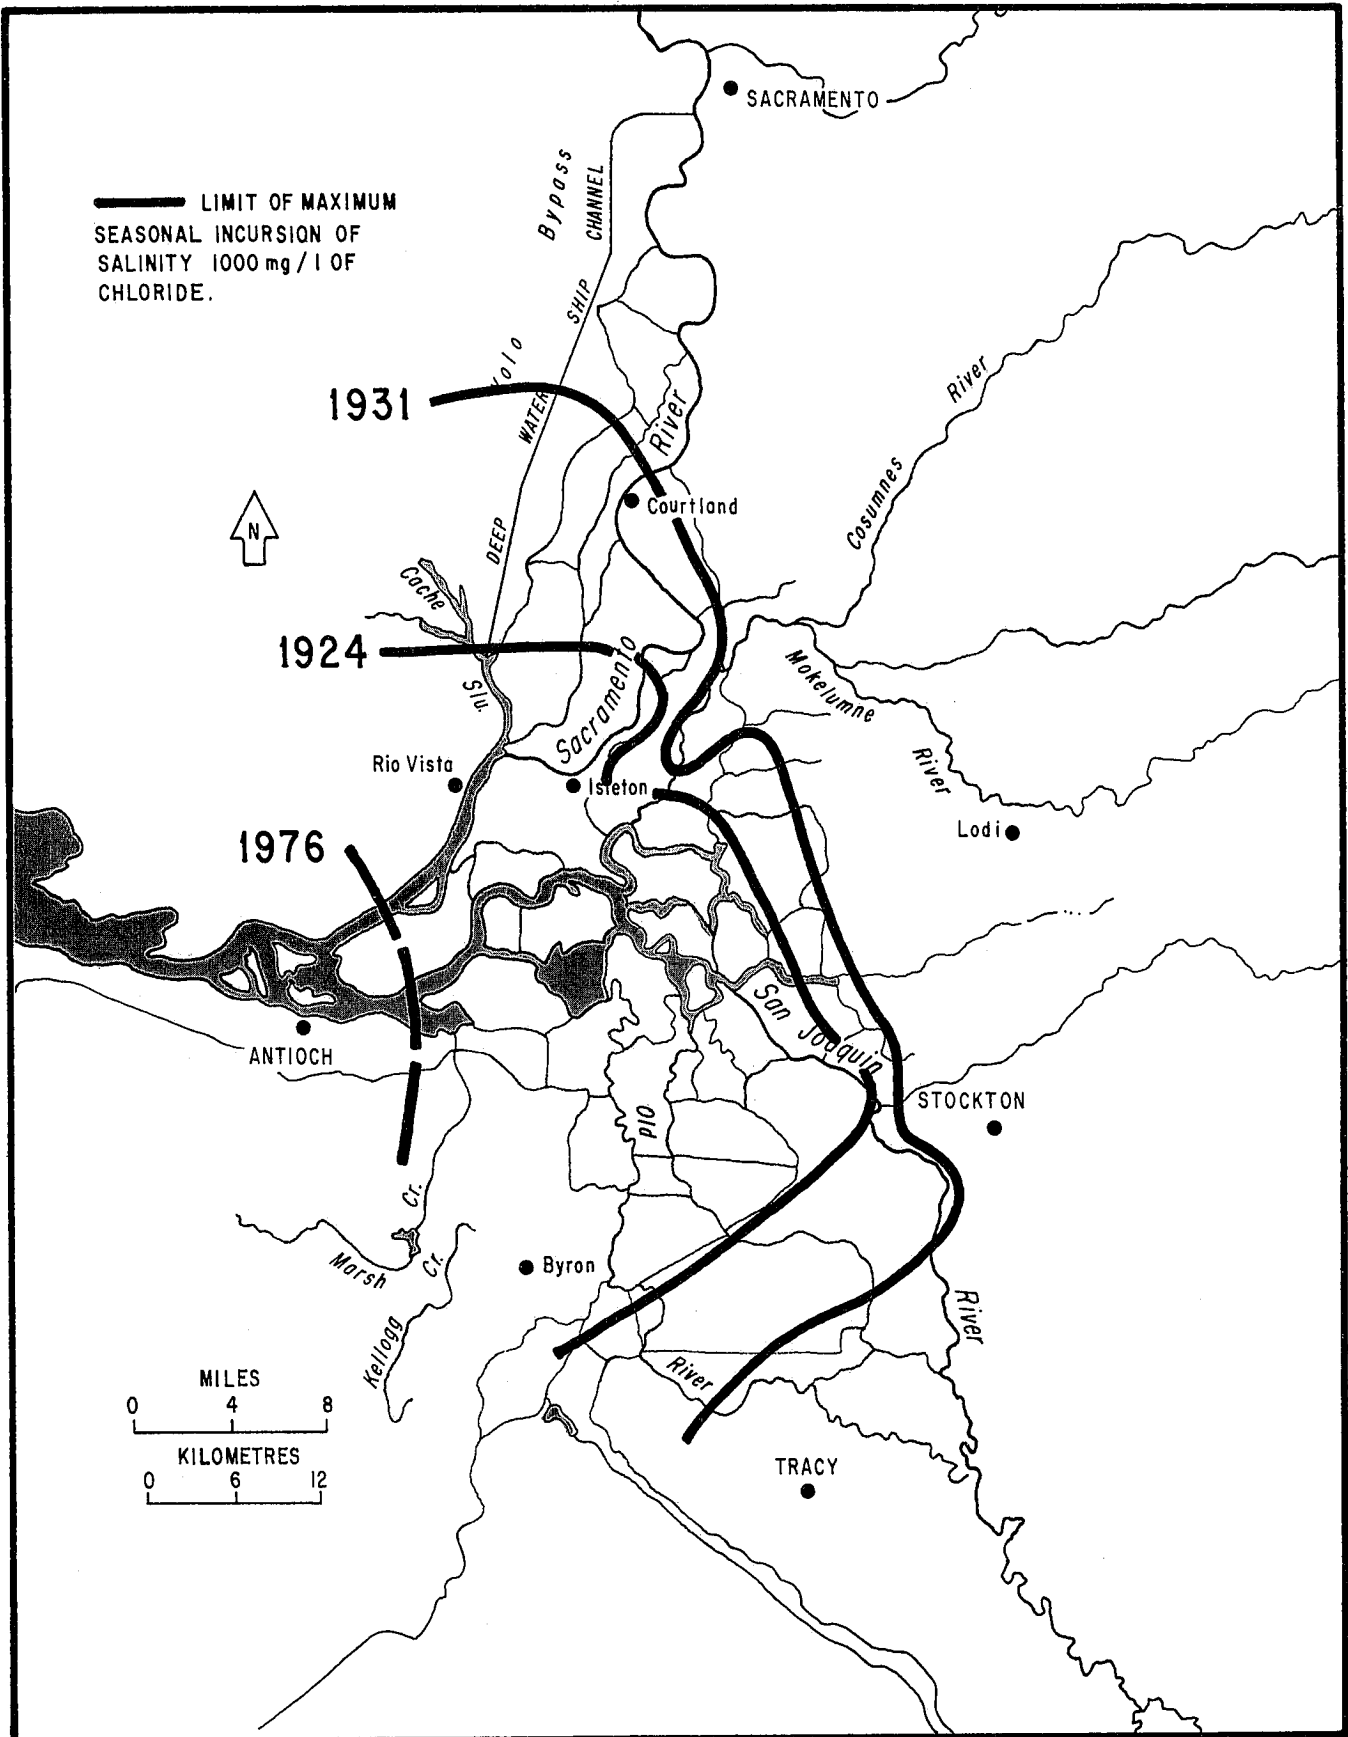 SACRAMENTO
LIMIT OF MAXIMUM
SEASONAL INCURSION OF
SALINITY 1000 mg/l OF
CHLORIDE.
Yolo Bypass
DEEP WATER SHIP CHANNEL
1931
River
Courtland
Cosumnes River
N
Cache Slu.
1924
Sacramento
Mokelumne River
Rio Vista
Isleton
Lodi
1976
San Joaquin
ANTIOCH
STOCKTON
Old
Marsh Cr.
Kellogg Cr.
Byron
River
River
MILES
0 4 8
KILOMETRES
0 6 12
TRACY